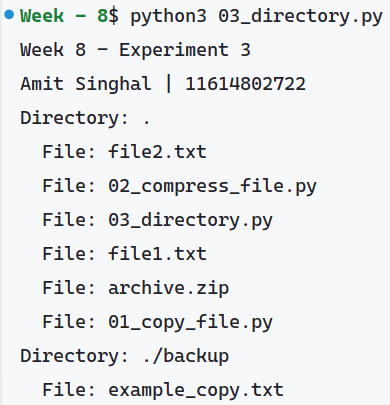 Week - 8$ python3 03_directory.py
Week 8 - Experiment 3
Amit Singhal | 11614802722
Directory: .
  File: file2.txt
  File: 02_compress_file.py
  File: 03_directory.py
  File: file1.txt
  File: archive.zip
  File: 01_copy_file.py
Directory: ./backup
  File: example_copy.txt